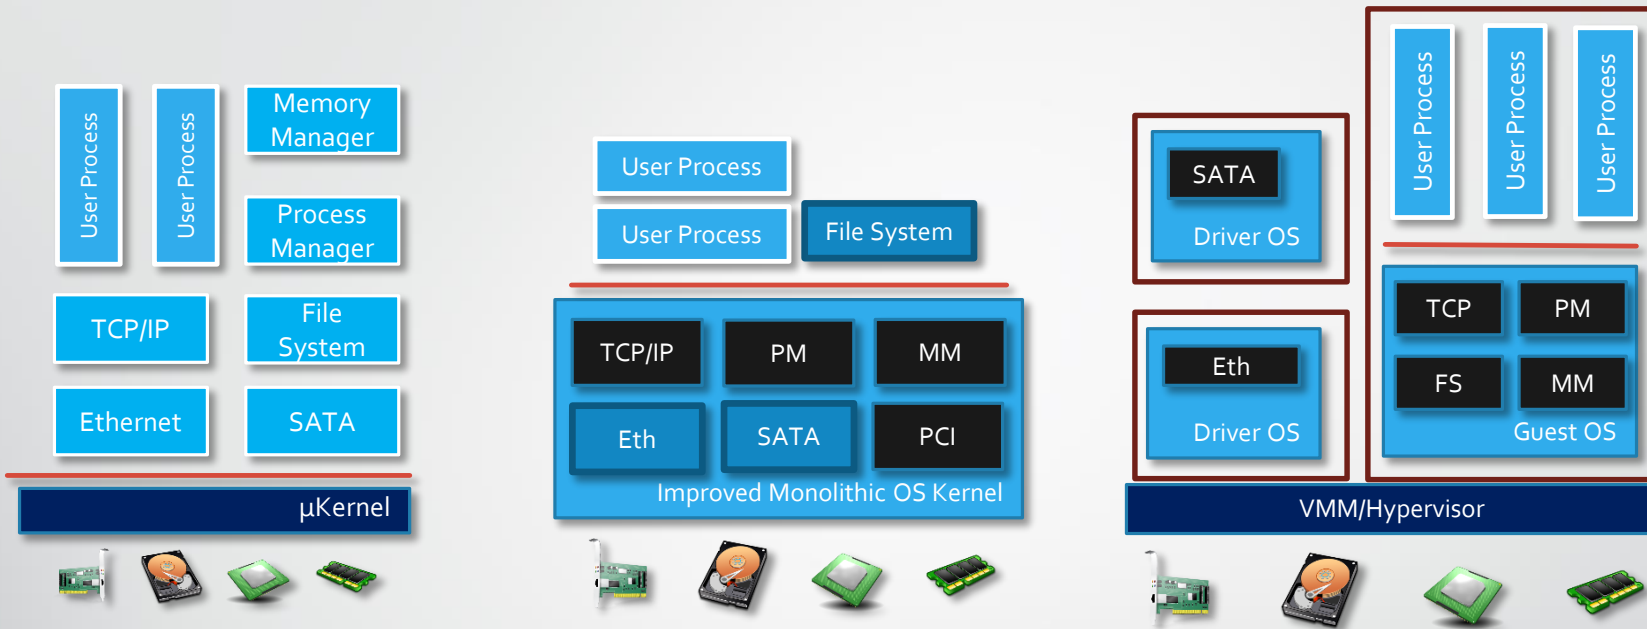 User Process
User Process
Memory
Manager
Process
Manager
TCP/IP
File
System
Ethernet
SATA
µKernel
User Process
User Process
File System
TCP/IP
PM
MM
Eth
SATA
PCI
Improved Monolithic OS Kernel
SATA
Driver OS
Eth
Driver OS
User Process
User Process
User Process
TCP
PM
FS
MM
Guest OS
VMM/Hypervisor